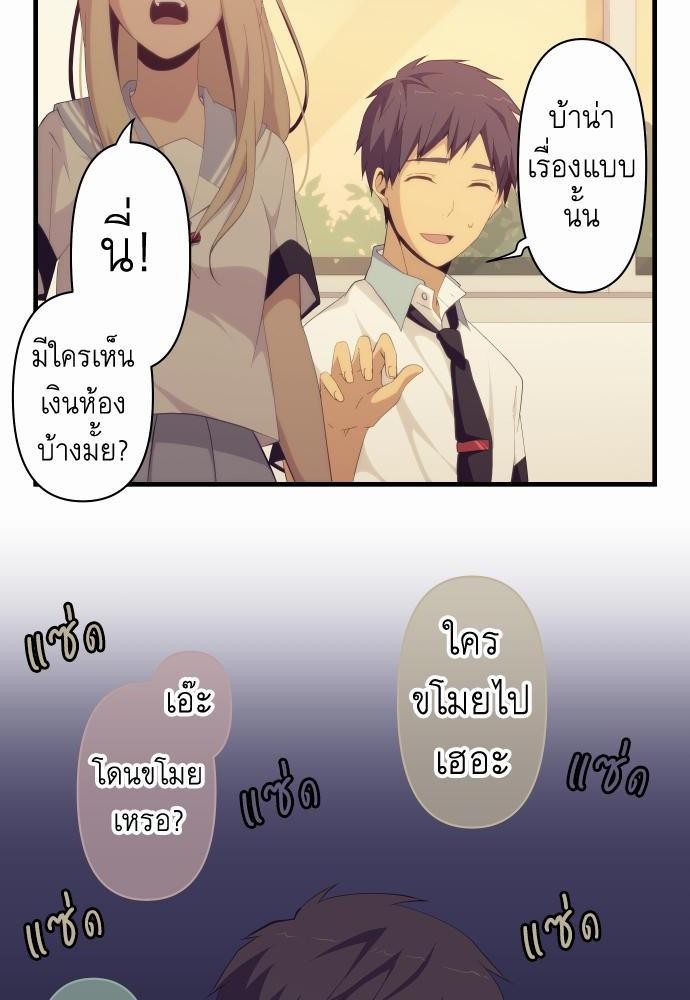 บ้าน่า
เรื่องแบบ
นั้น
นี่!
มีใครเห็น
เงินห้อง
บ้างมั้ย?
แซ่ด
ใคร
ขโมยไป
เฮอะ
เอ๊ะ
โดนขโมย
เหรอ?
แซ่ด
แซ่ด
แซ่ด
แซ่ด